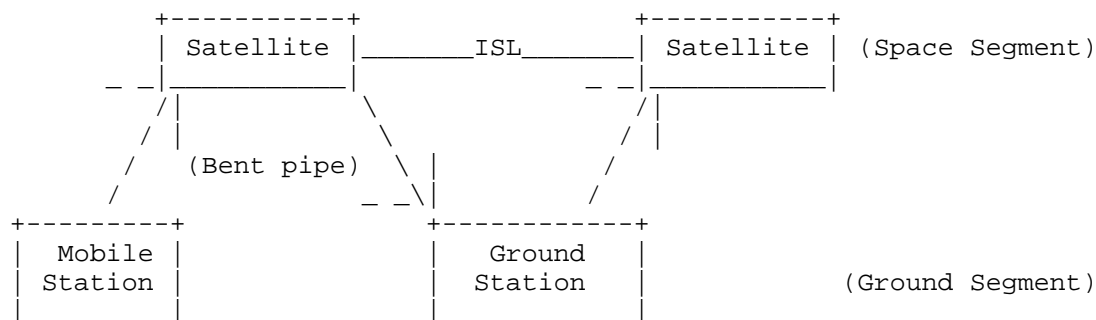 Satellite ISL Satellite (Space Segment)
(Bent pipe)
Mobile Ground
Station Station (Ground Segment)